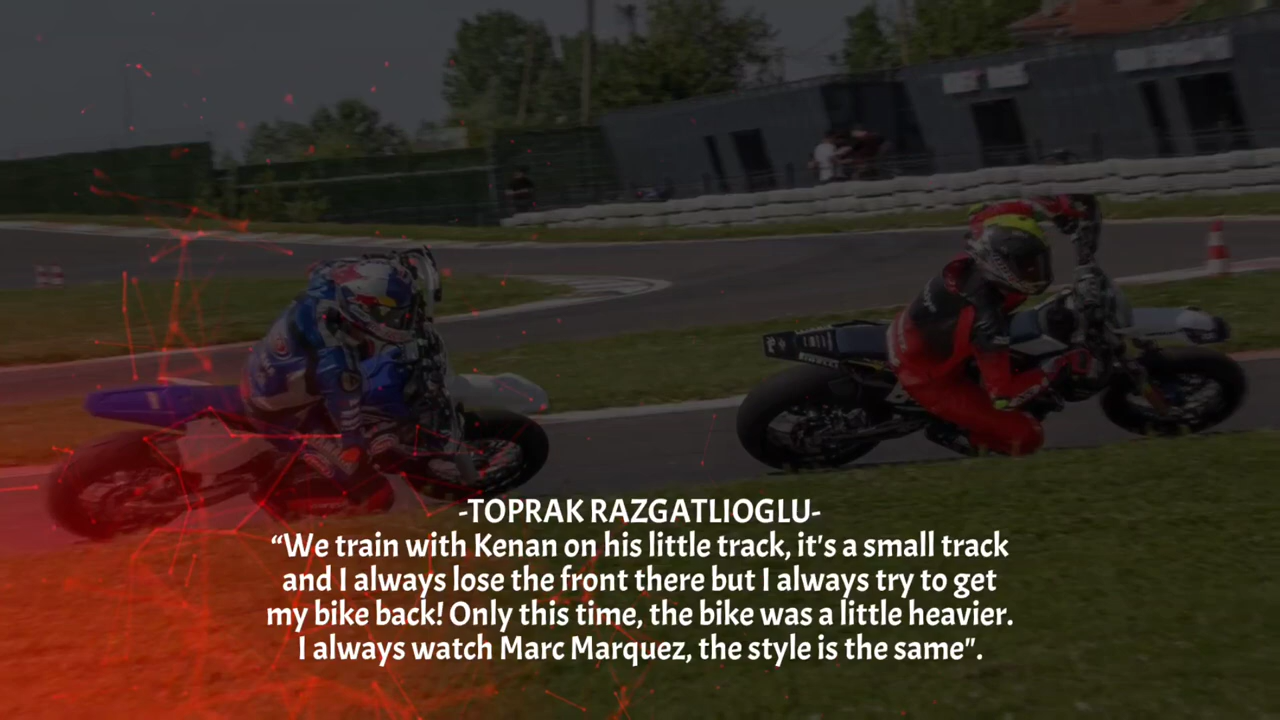 -TOPRAK RAZGATLIOGLU-
“We train with Kenan on his little track, it's a small track
and I always lose the front there but I always try to get
my bike back! Only this time, the bike was a little heavier.
I always watch Marc Marquez, the style is the same".